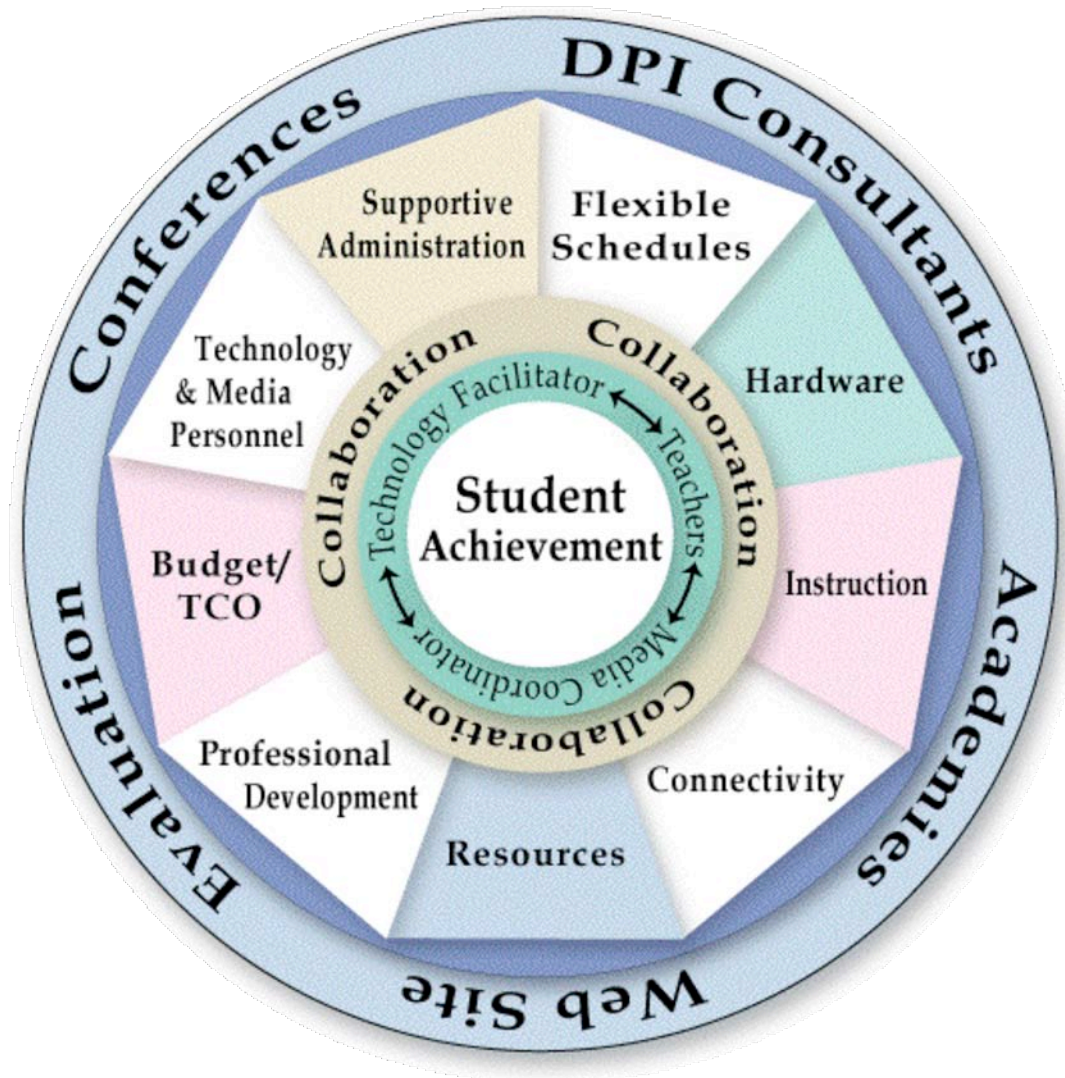 DPI Consultants
Academies
Web Site
Evaluation
Conferences
Supportive
Administration
Flexible
Schedules
Hardware
Instruction
Connectivity
Resources
Professional
Development
Budget/
TCO
Technology
& Media
Personnel
Collaboration
Collaboration
Collaboration
Technology Facilitator
Teachers
Media Coordinator
Student
Achievement